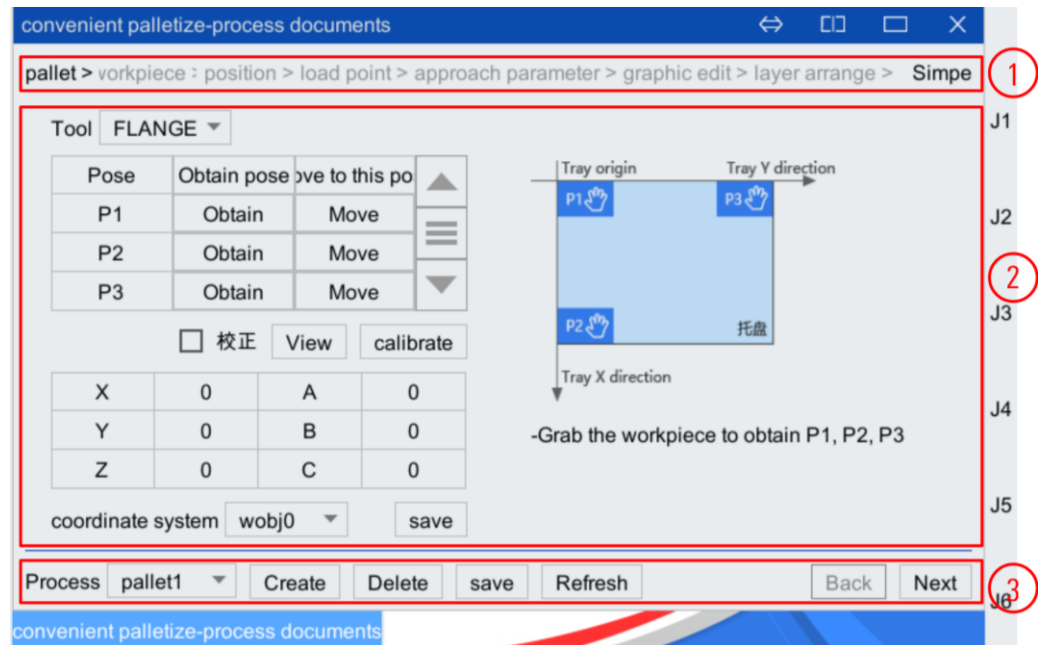 convenient palletize-process documents
pallet > vorkpiece : position > load point > approach parameter > graphic edit > layer arrange > Simpe
1
Tool FLANGE
Pose Obtain pose ove to this po
P1 Obtain Move
P2 Obtain Move
P3 Obtain Move
校正 View calibrate
X 0 A 0
Y 0 B 0
Z 0 C 0
coordinate system wobj0 save
Tray origin Tray Y direction
P1 P3
P2 托盘
Tray X direction
-Grab the workpiece to obtain P1, P2, P3
J1
J2
2
J3
J4
J5
Process pallet1 Create Delete save Refresh Back Next
3
J6
convenient palletize-process documents